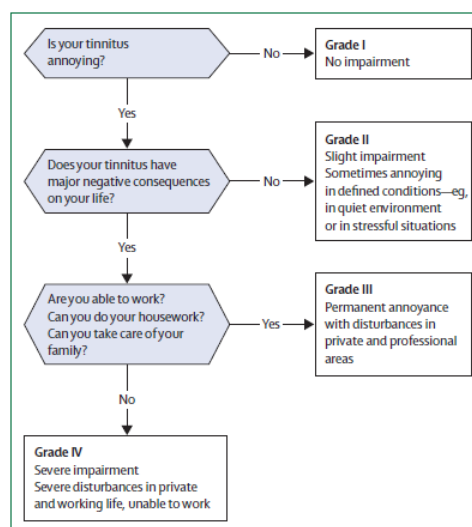 Is your tinnitus
annoying?
No
Grade I
No impairment
Yes
Does your tinnitus have
major negative consequences
on your life?
No
Grade II
Slight impairment
Sometimes annoying
in defined conditions—eg,
in quiet environment
or in stressful situations
Yes
Are you able to work?
Can you do your housework?
Can you take care of your
family?
Yes
Grade III
Permanent annoyance
with disturbances in
private and professional
areas
No
Grade IV
Severe impairment
Severe disturbances in private
and working life, unable to work